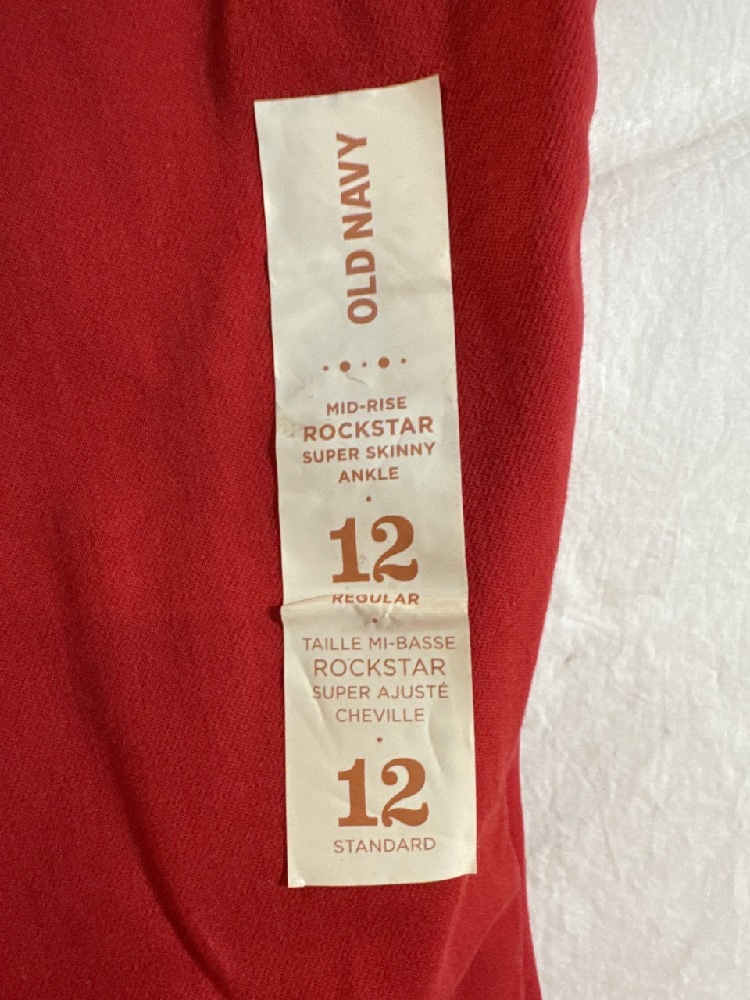 OLD NAVY
MID-RISE
ROCKSTAR
SUPER SKINNY
ANKLE
12
REGULAR
TAILLE MI-BASSE
ROCKSTAR
SUPER AJUSTÉ
CHEVILLE
12
STANDARD